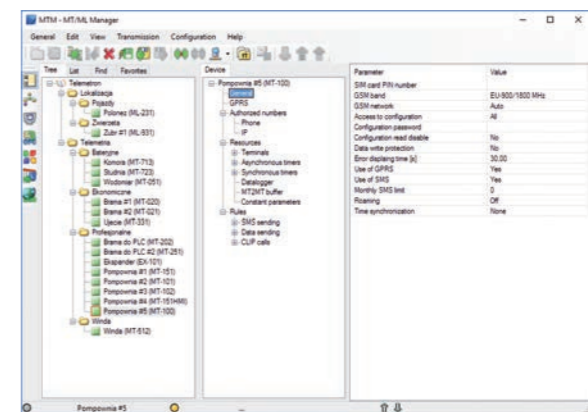 MTM - MT/ML Manager
General Edit View Transmission Configuration Help
Tree List Find Favorites
Telemetron
Lokalizacja
Pojazdy
Polonez (ML-231)
Zwierzeta
Zubr #1 (ML-931)
Telemetria
Bateryjne
Komora (MT-713)
Studnia (MT-723)
Wodomiar (MT-051)
Ekonomiczne
Brama #1 (MT-020)
Brama #2 (MT-021)
Ujecie (MT-331)
Profesjonalne
Brama do PLC (MT-202)
Brama do PLC #2 (MT-251)
Ekspander (EX-101)
Pompownia #1 (MT-151)
Pompownia #2 (MT-101)
Pompownia #3 (MT-102)
Pompownia #4 (MT-151HMI)
Pompownia #5 (MT-100)
Winda
Winda (MT-512)
Device
Pompownia #5 (MT-100)
General
GPRS
Authorized numbers
Phone
IP
Resources
Terminals
Asynchronous timers
Synchronous timers
Datalogger
MT2MT buffer
Constant parameters
Rules
SMS sending
Data sending
CLIP calls
Parameter Value
SIM card PIN number
GSM band EU-900/1800 MHz
GSM network Auto
Access to configuration All
Configuration password
Configuration read disable No
Data write protection No
Error displaing time [s] 30,00
Use of GPRS Yes
Use of SMS Yes
Monthly SMS limit 0
Roaming Off
Time synchronization None
Pompownia #5 ...